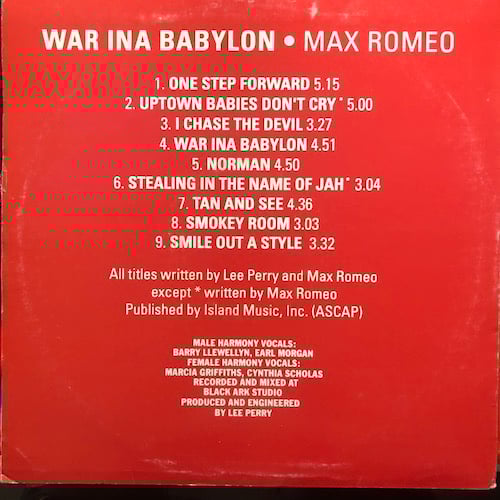 WAR INA BABYLON • MAX ROMEO
1. ONE STEP FORWARD 5.15
2. UPTOWN BABIES DON'T CRY * 5.00
3. I CHASE THE DEVIL 3.27
4. WAR INA BABYLON 4.51
5. NORMAN 4.50
6. STEALING IN THE NAME OF JAH * 3.04
7. TAN AND SEE 4.36
8. SMOKEY ROOM 3.03
9. SMILE OUT A STYLE 3.32
All titles written by Lee Perry and Max Romeo
except * written by Max Romeo
Published by Island Music, Inc. (ASCAP)
MALE HARMONY VOCALS:
BARRY LLEWELLYN, EARL MORGAN
FEMALE HARMONY VOCALS:
MARCIA GRIFFITHS, CYNTHIA SCHOLAS
RECORDED AND MIXED AT
BLACK ARK STUDIO
PRODUCED AND ENGINEERED
BY LEE PERRY